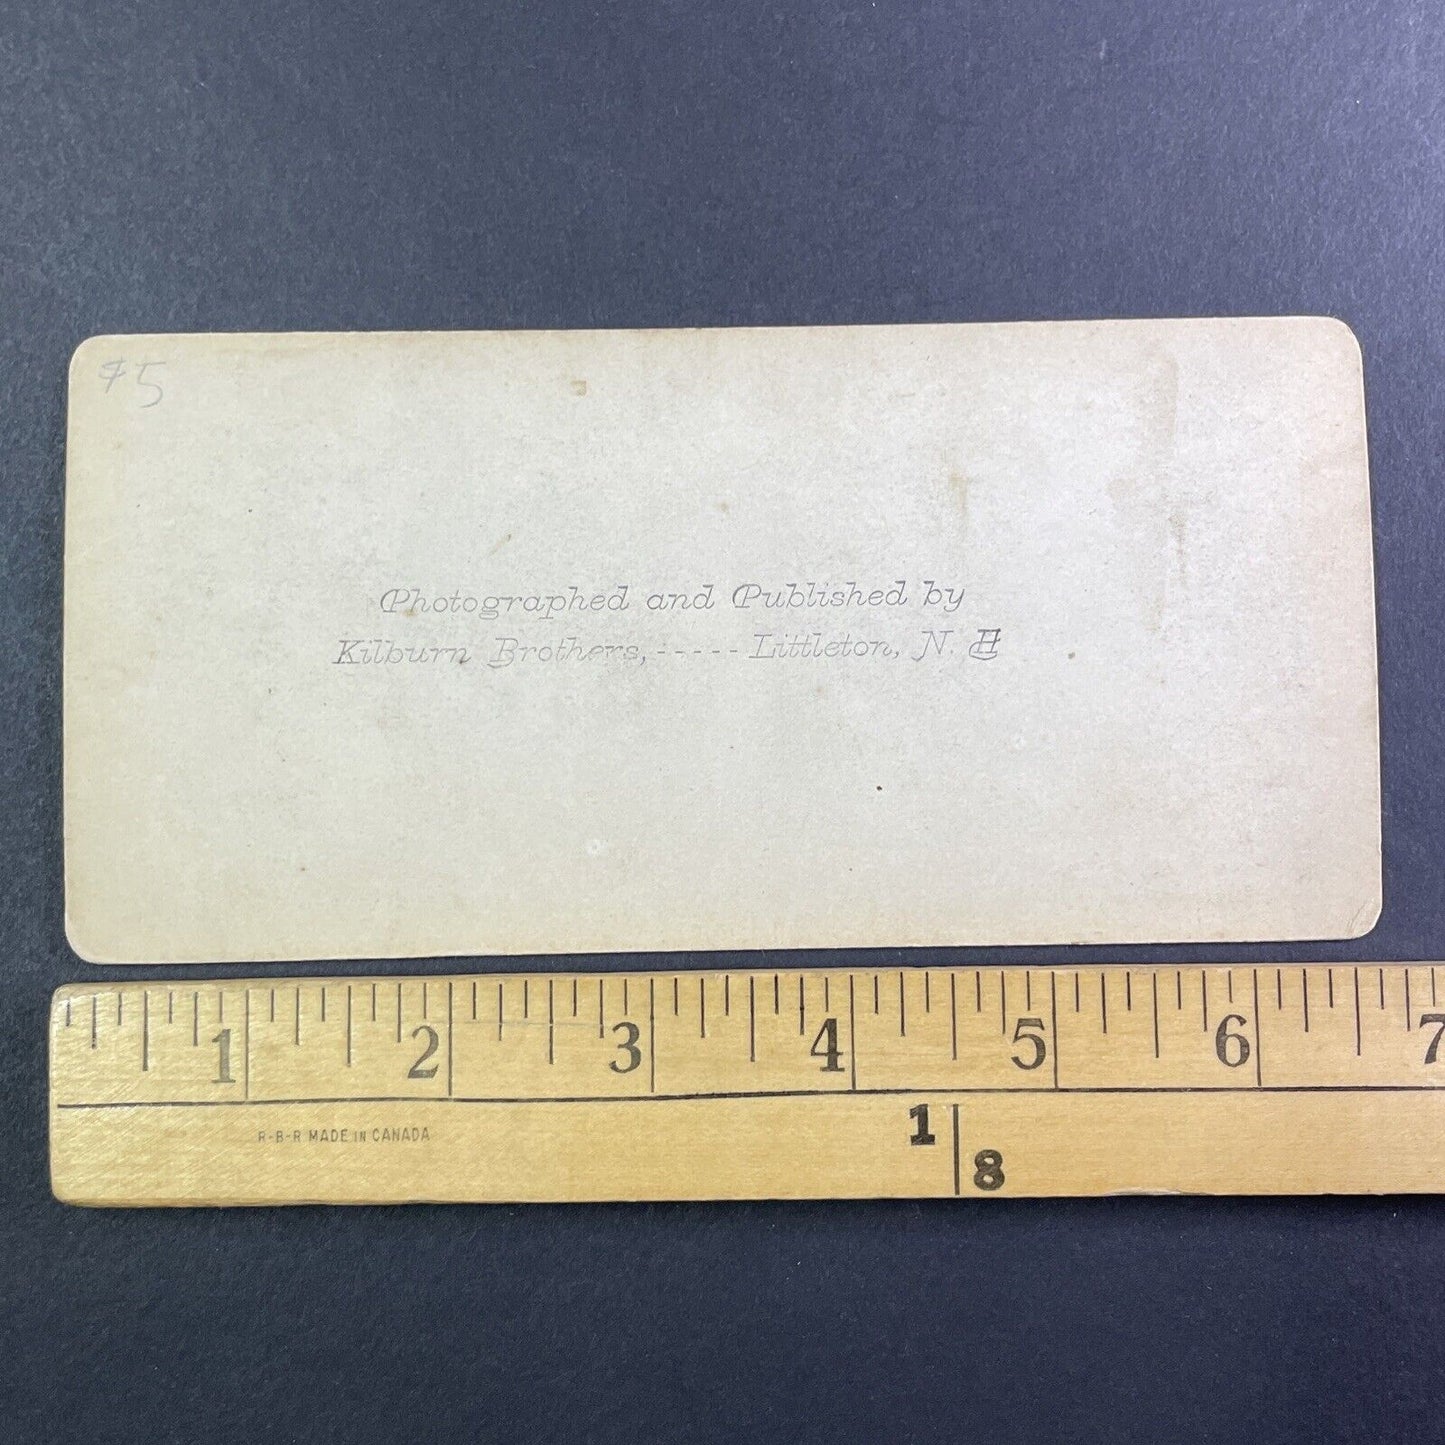 $5
Photographed and Published by
Kilburn Brothers, ----- Littleton, N. H
1 2 3 4 5 6 7
R-B-R MADE IN CANADA
1
8